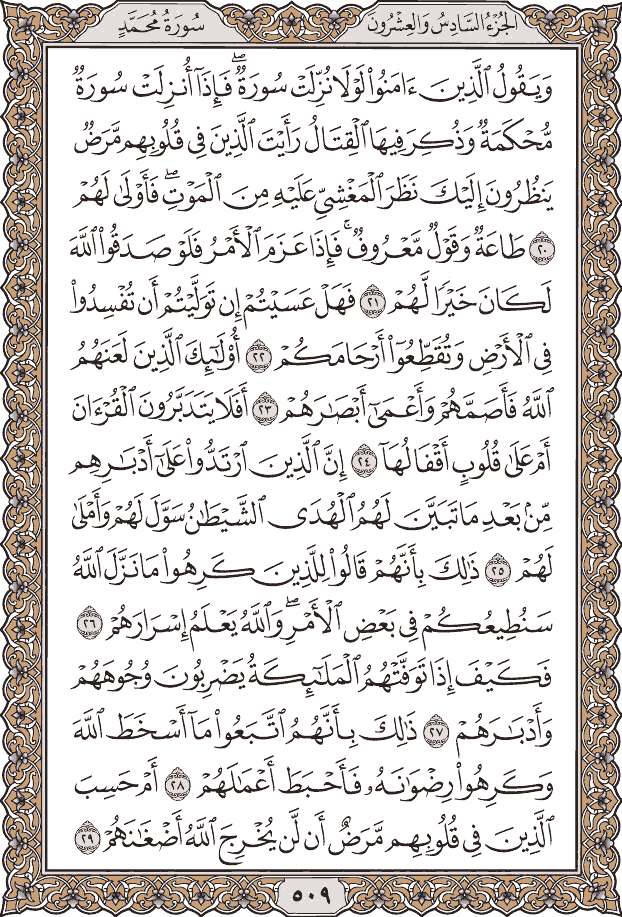 الجُزْءُ السَّادِسُ وَالعِشْرُونَ
سُورَةُ مُحَمَّدٍ
وَيَقُولُ ٱلَّذِينَ ءَامَنُوا۟ لَوْلَا نُزِّلَتْ سُورَةٌ ۖ فَإِذَآ أُنزِلَتْ سُورَةٌ
مُّحْكَمَةٌ وَذُكِرَ فِيهَا ٱلْقِتَالُ رَأَيْتَ ٱلَّذِينَ فِى قُلُوبِهِم مَّرَضٌ
يَنظُرُونَ إِلَيْكَ نَظَرَ ٱلْمَغْشِىِّ عَلَيْهِ مِنَ ٱلْمَوْتِ ۖ فَأَوْلَىٰ لَهُمْ
٢٠ طَاعَةٌ وَقَوْلٌ مَّعْرُوفٌ ۚ فَإِذَا عَزَمَ ٱلْأَمْرُ فَلَوْ صَدَقُوا۟ ٱللَّهَ
لَكَانَ خَيْرًا لَّهُمْ ٢١ فَهَلْ عَسَيْتُمْ إِن تَوَلَّيْتُمْ أَن تُفْسِدُوا۟
فِى ٱلْأَرْضِ وَتُقَطِّعُوٓا۟ أَرْحَامَكُمْ ٢٢ أُو۟لَـٰٓئِكَ ٱلَّذِينَ لَعَنَهُمُ
ٱللَّهُ فَأَصَمَّهُمْ وَأَعْمَىٰٓ أَبْصَـٰرَهُمْ ٢٣ أَفَلَا يَتَدَبَّرُونَ ٱلْقُرْءَانَ
أَمْ عَلَىٰ قُلُوبٍ أَقْفَالُهَآ ٢٤ إِنَّ ٱلَّذِينَ ٱرْتَدُّوا۟ عَلَىٰٓ أَدْبَـٰرِهِم
مِّنۢ بَعْدِ مَا تَبَيَّنَ لَهُمُ ٱلْهُدَى ٱلشَّيْطَـٰنُ سَوَّلَ لَهُمْ وَأَمْلَىٰ
لَهُمْ ٢٥ ذَٰلِكَ بِأَنَّهُمْ قَالُوا۟ لِلَّذِينَ كَرِهُوا۟ مَا نَزَّلَ ٱللَّهُ
سَنُطِيعُكُمْ فِى بَعْضِ ٱلْأَمْرِ ۖ وَٱللَّهُ يَعْلَمُ إِسْرَارَهُمْ ٢٦
فَكَيْفَ إِذَا تَوَفَّتْهُمُ ٱلْمَلَـٰٓئِكَةُ يَضْرِبُونَ وُجُوهَهُمْ
وَأَدْبَـٰرَهُمْ ٢٧ ذَٰلِكَ بِأَنَّهُمُ ٱتَّبَعُوا۟ مَآ أَسْخَطَ ٱللَّهَ
وَكَرِهُوا۟ رِضْوَٰنَهُۥ فَأَحْبَطَ أَعْمَـٰلَهُمْ ٢٨ أَمْ حَسِبَ
ٱلَّذِينَ فِى قُلُوبِهِم مَّرَضٌ أَن لَّن يُخْرِجَ ٱللَّهُ أَضْغَـٰنَهُمْ ٢٩
٥٠٩